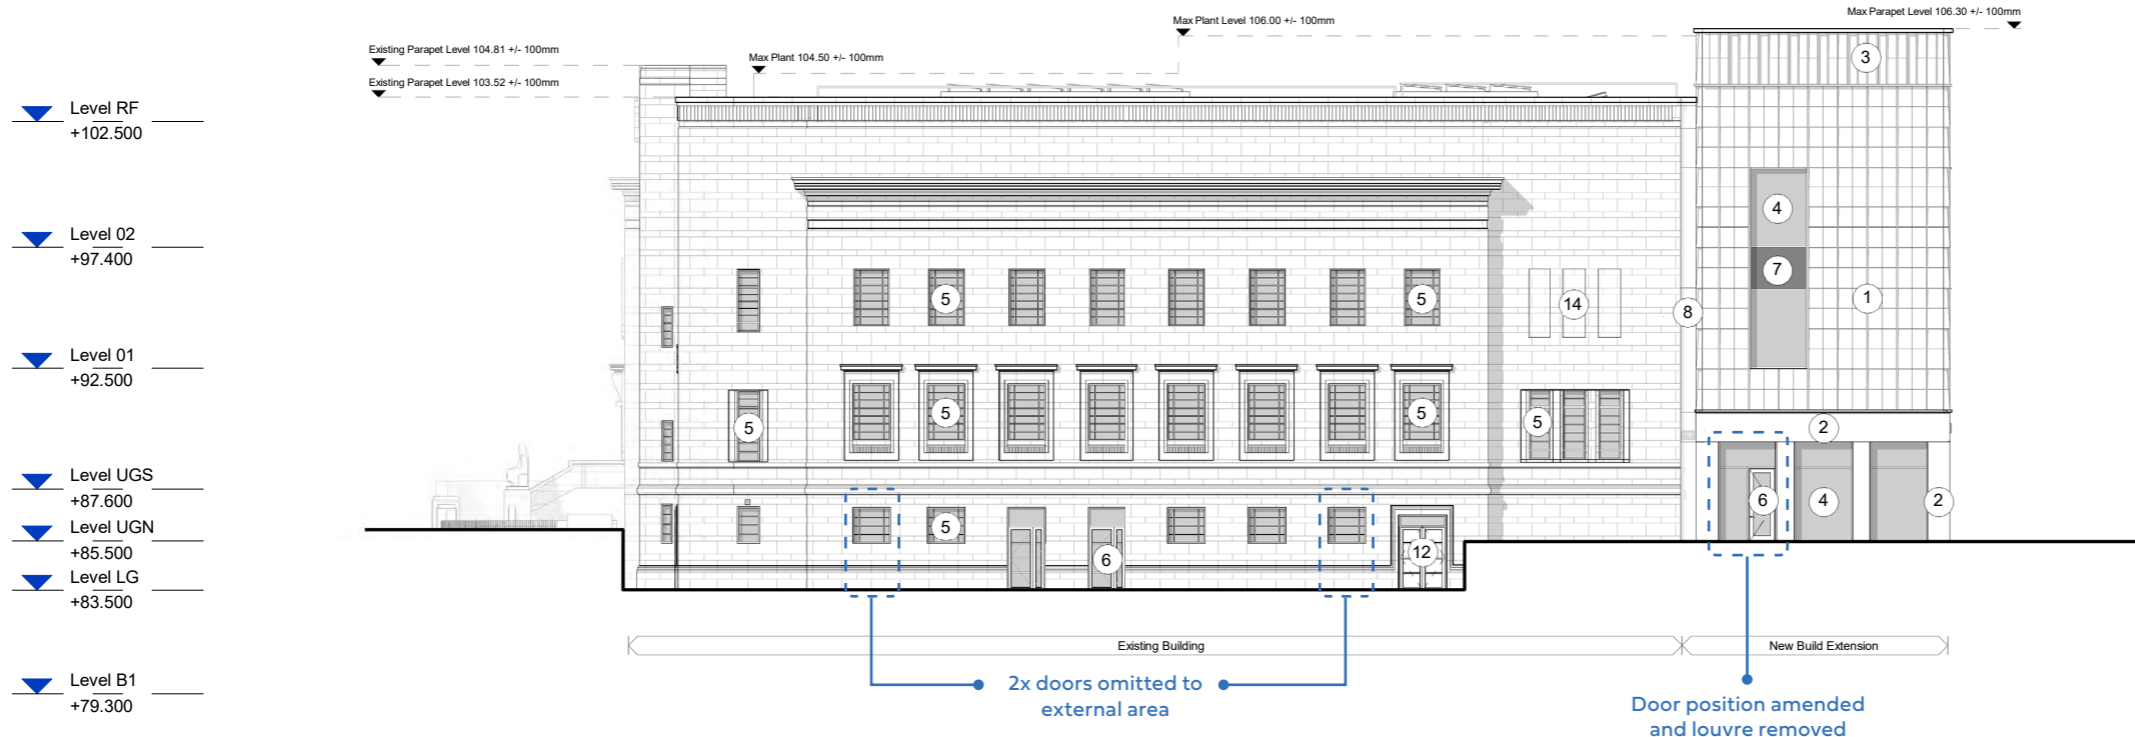 Max Parapet Level 106.30 +/- 100mm
Max Plant Level 106.00 +/- 100mm
Existing Parapet Level 104.81 +/- 100mm
Max Plant 104.50 +/- 100mm
Existing Parapet Level 103.52 +/- 100mm
3
Level RF
+102.500
4
Level 02
+97.400
7
5
5
14
1
8
Level 01
+92.500
5
5
5
5
2
Level UGS
+87.600
6
4
2
Level UGN
+85.500
5
12
6
Level LG
+83.500
Existing Building
New Build Extension
Level B1
+79.300
2x doors omitted to
external area
Door position amended
and louvre removed